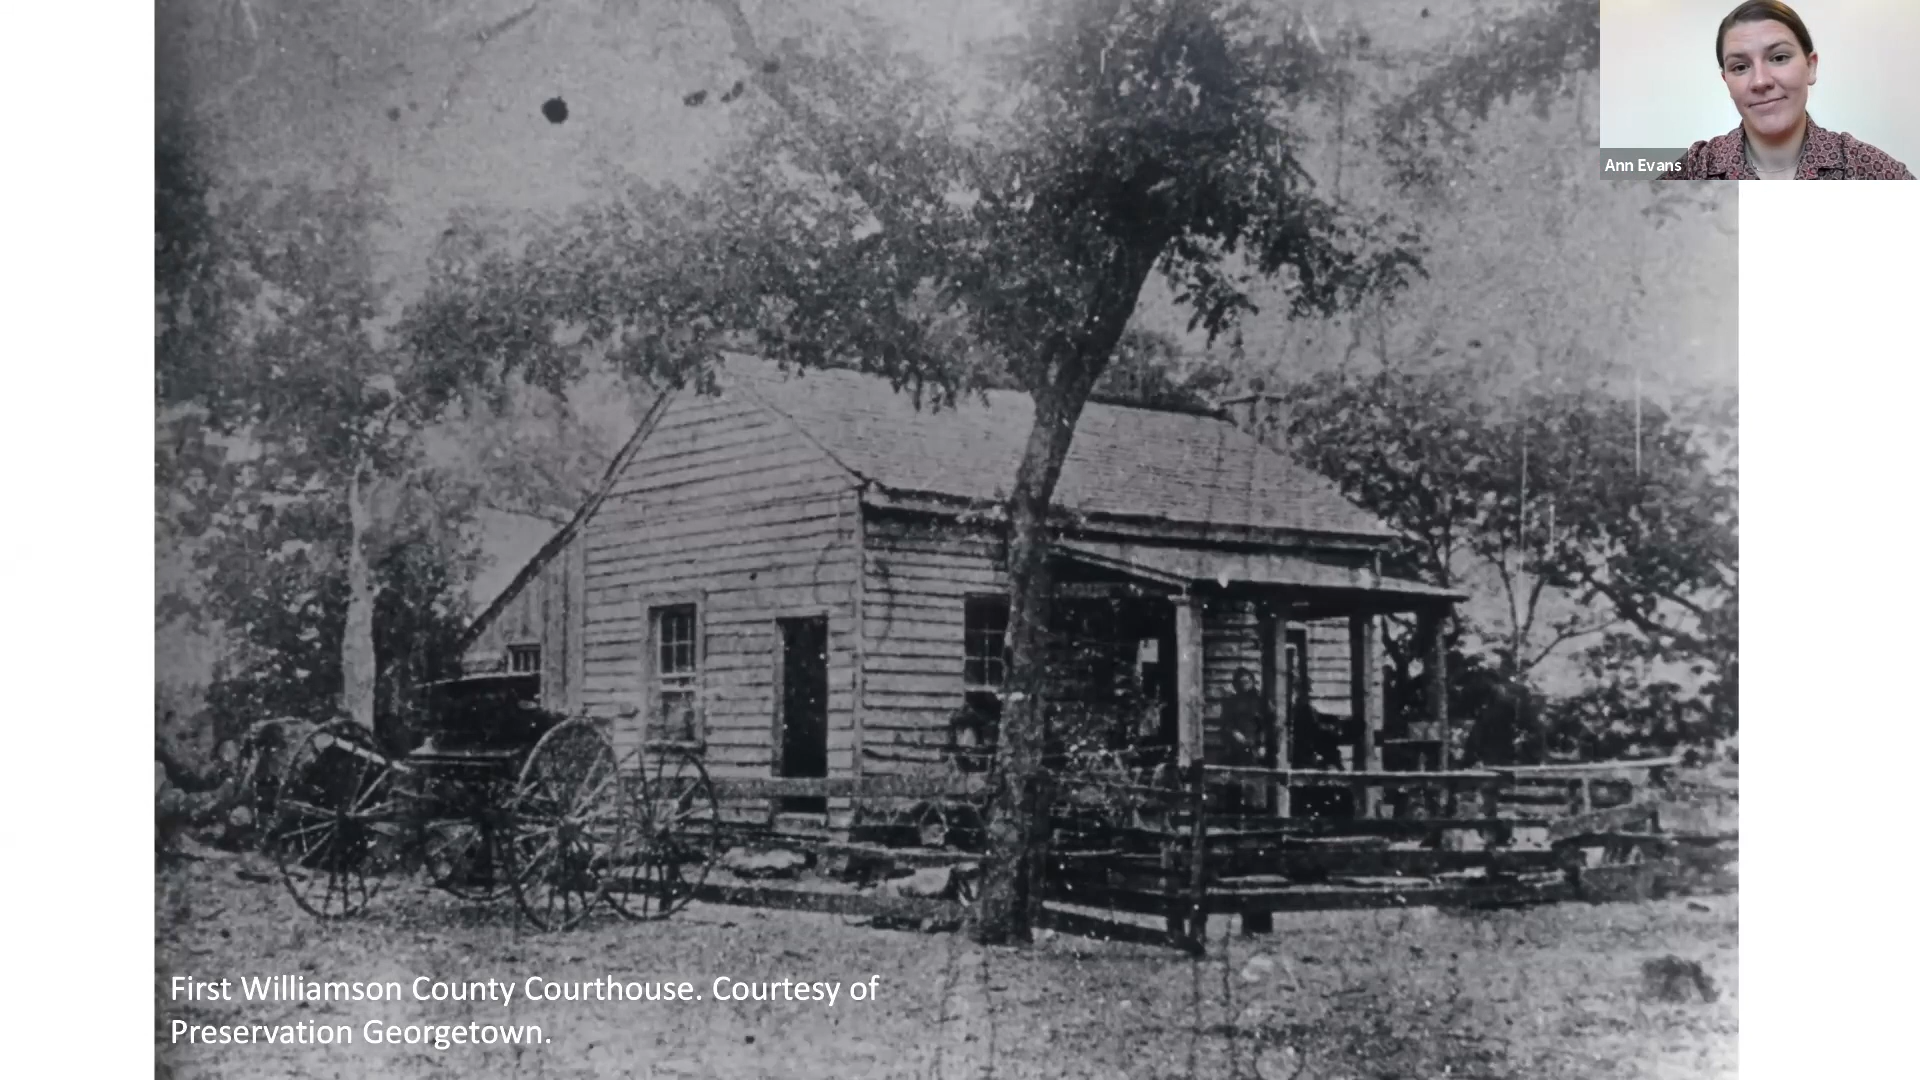 Ann Evans
First Williamson County Courthouse. Courtesy of
Preservation Georgetown.